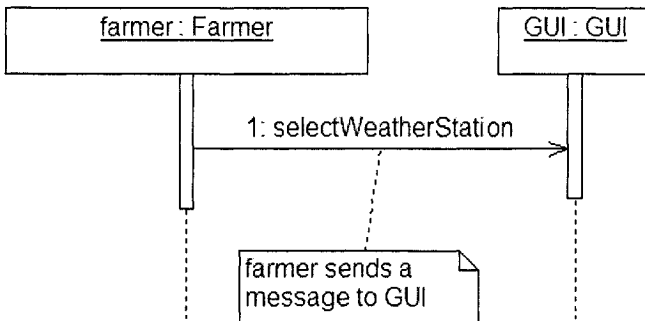 farmer : Farmer
GUI : GUI
1: selectWeatherStation
farmer sends a
message to GUI